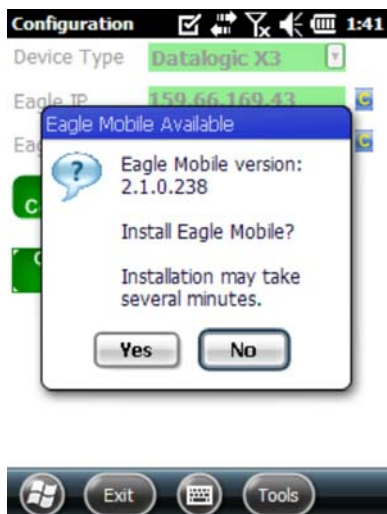 Configuration 1:41
Device Type Datalogic X3
Eagle IP 159.66.169.43 C
Eag C
Eagle Mobile Available
Eagle Mobile version:
2.1.0.238
Install Eagle Mobile?
Installation may take
several minutes.
C
Yes No
Exit Tools